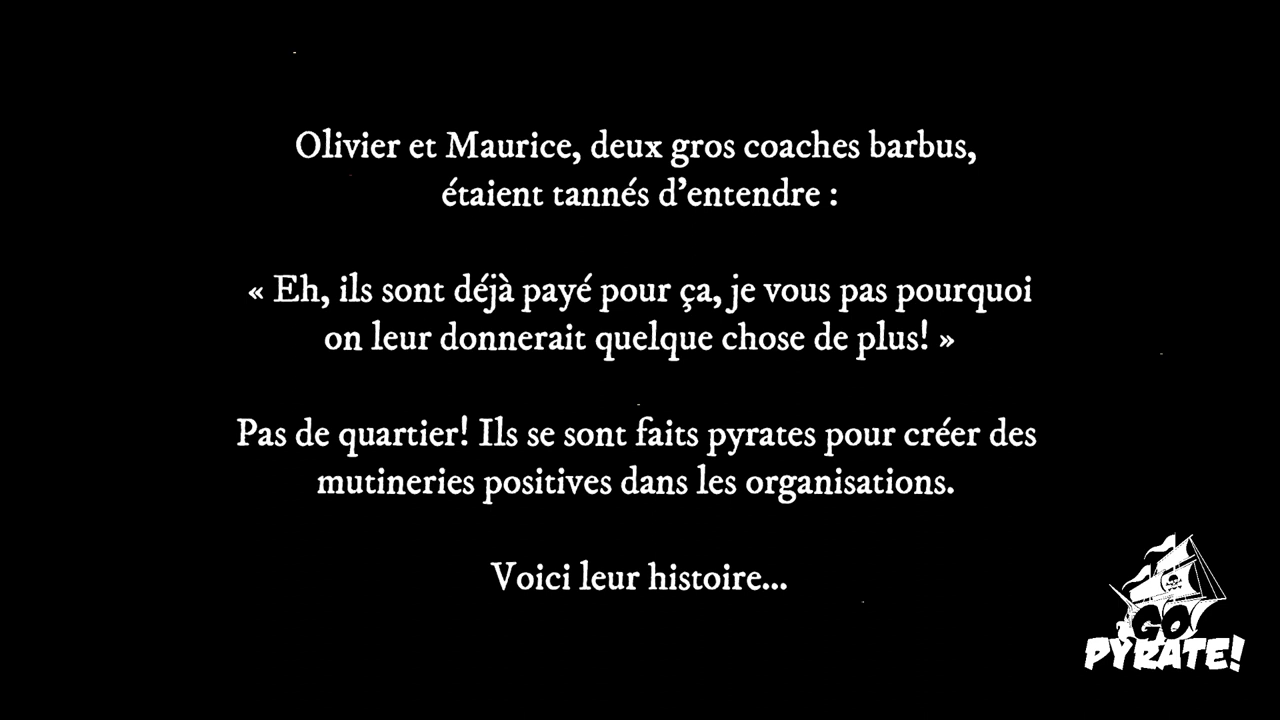 Olivier et Maurice, deux gros coaches barbus,
étaient tannés d'entendre :
« Eh, ils sont déjà payé pour ça, je vous pas pourquoi
on leur donnerait quelque chose de plus! »
Pas de quartier! Ils se sont faits pyrates pour créer des
mutineries positives dans les organisations.
Voici leur histoire...
GO
PYRATE!